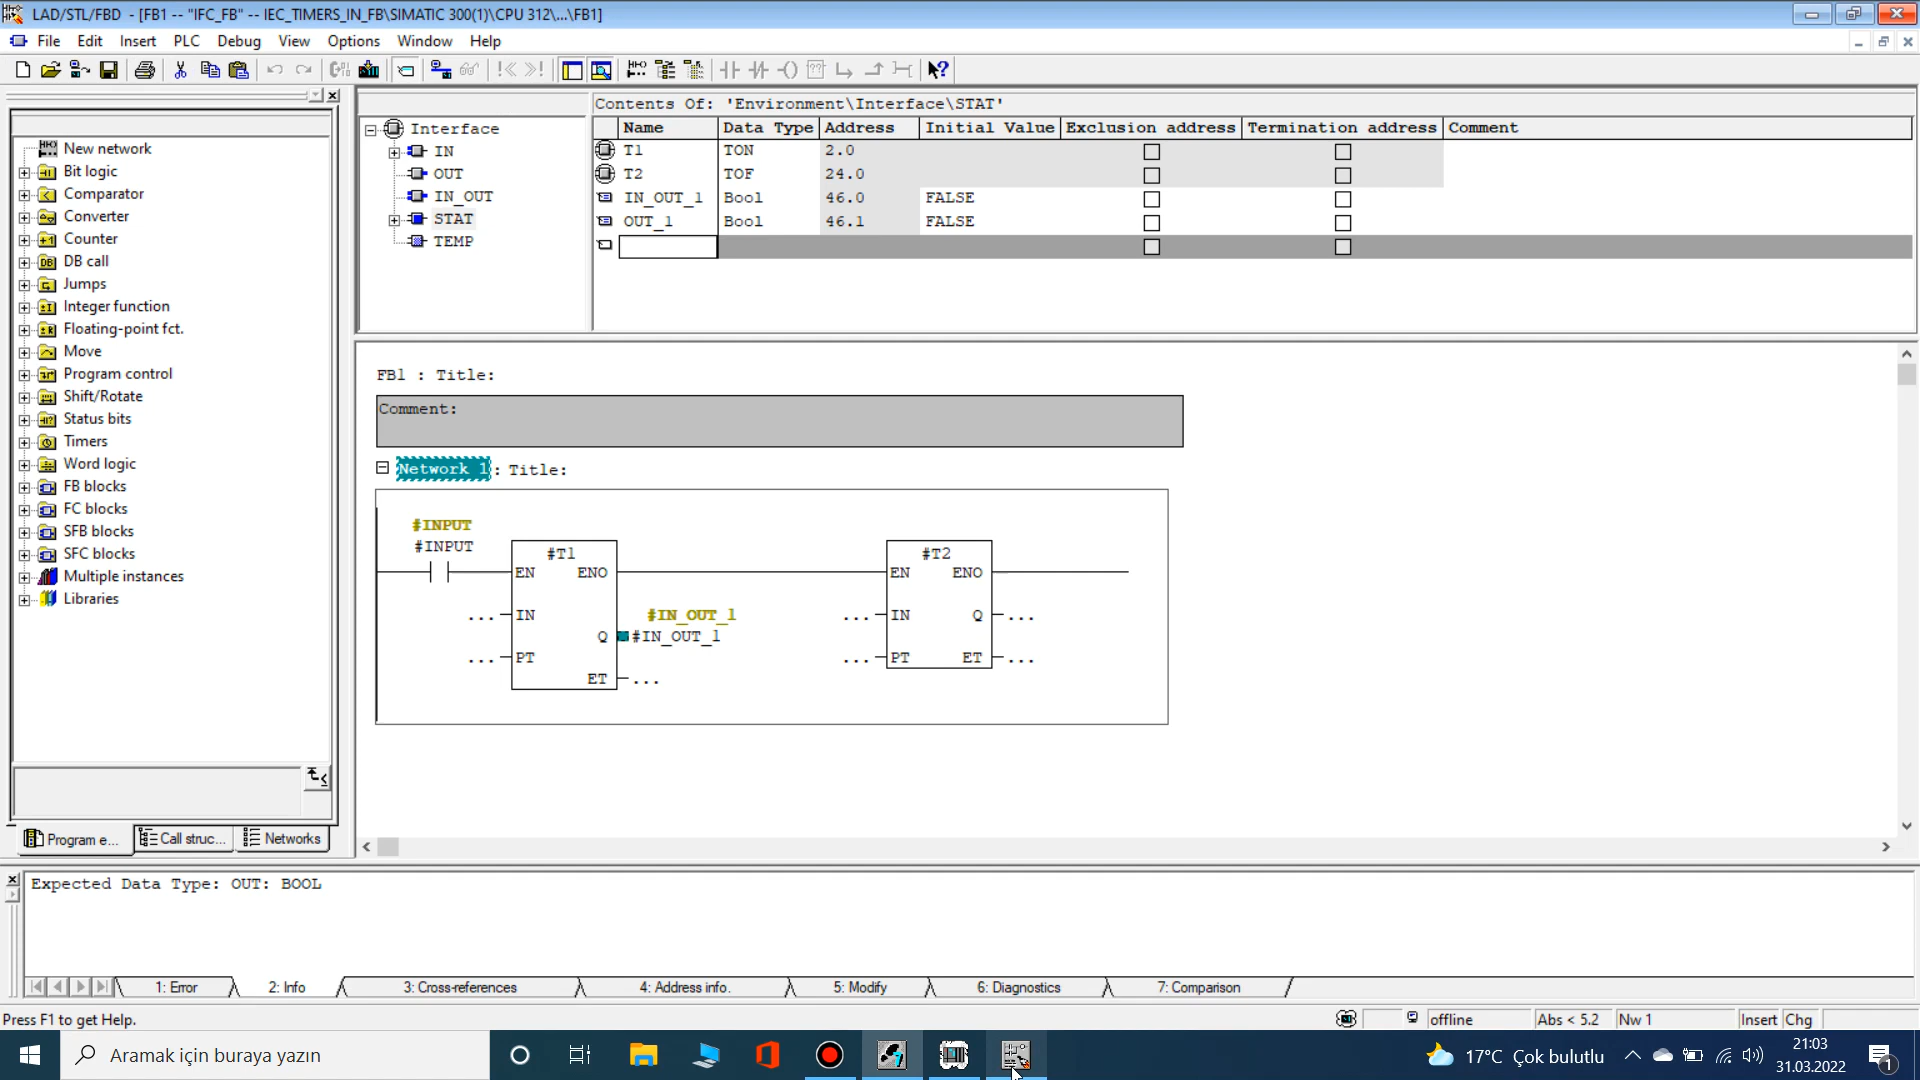 LAD/STL/FBD - [FB1 -- "IFC_FB" -- IEC_TIMERS_IN_FB\SIMATIC 300(1)\CPU 312\...\FB1]
File Edit Insert PLC Debug View Options Window Help
New network
Bit logic
Comparator
Converter
Counter
DB call
Jumps
Integer function
Floating-point fct.
Move
Program control
Shift/Rotate
Status bits
Timers
Word logic
FB blocks
FC blocks
SFB blocks
SFC blocks
Multiple instances
Libraries
Program e... Call struc... Networks
Interface
IN
OUT
IN_OUT
STAT
TEMP
Contents Of: 'Environment\Interface\STAT'
Name Data Type Address Initial Value Exclusion address Termination address Comment
T1 TON 2.0
T2 TOF 24.0
IN_OUT_1 Bool 46.0 FALSE
OUT_1 Bool 46.1 FALSE
FB1 : Title:
Comment:
Network 1: Title:
#INPUT
#INPUT #T1 #T2
EN ENO EN ENO
... IN #IN_OUT_1 ... IN Q ...
Q #IN_OUT_1
... PT ... PT ET ...
ET ...
Expected Data Type: OUT: BOOL
1: Error 2: Info 3: Cross-references 4: Address info. 5: Modify 6: Diagnostics 7: Comparison
Press F1 to get Help. offline Abs < 5.2 Nw 1 Insert Chg
Aramak için buraya yazın 17°C Çok bulutlu 21:03
31.03.2022 1